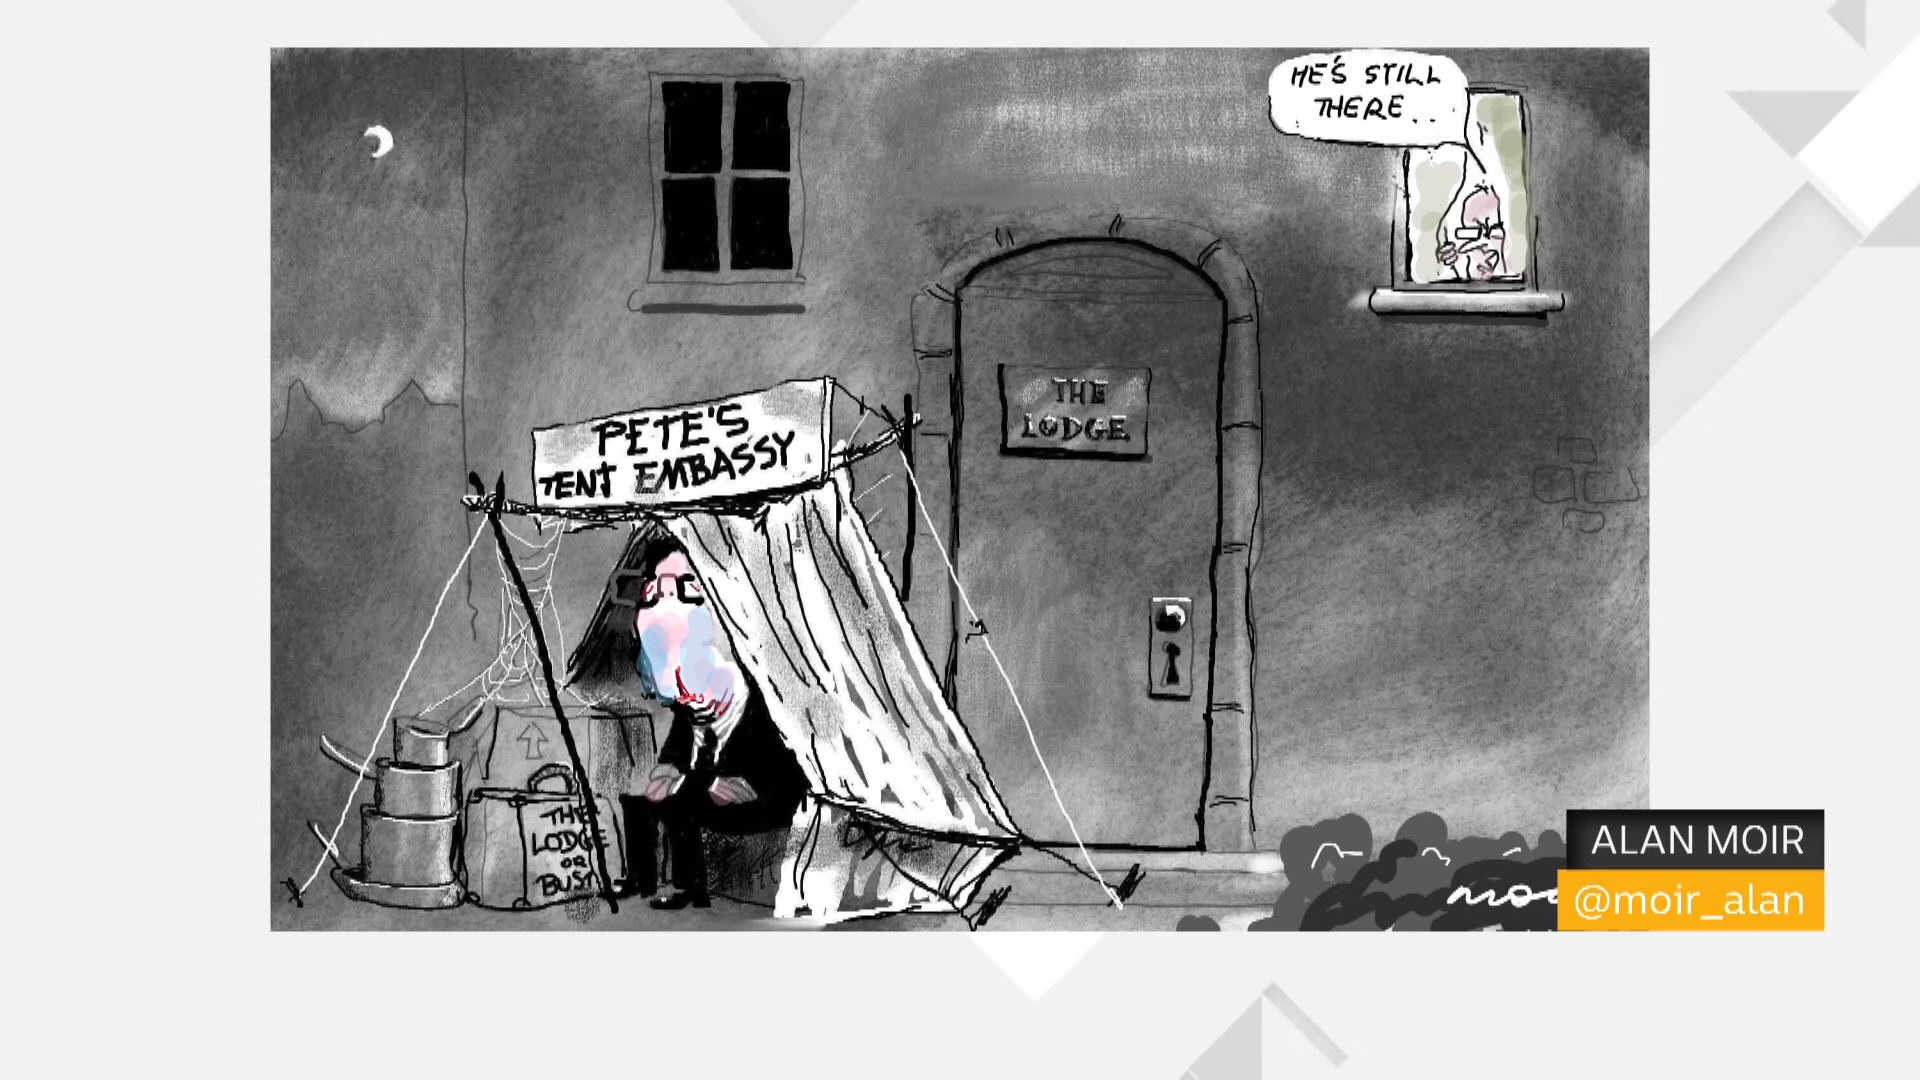 HE'S STILL
THERE..
THE
LODGE
PETE'S
TENT EMBASSY
THE
LODGE
OR
BUST
ALAN MOIR
@moir_alan